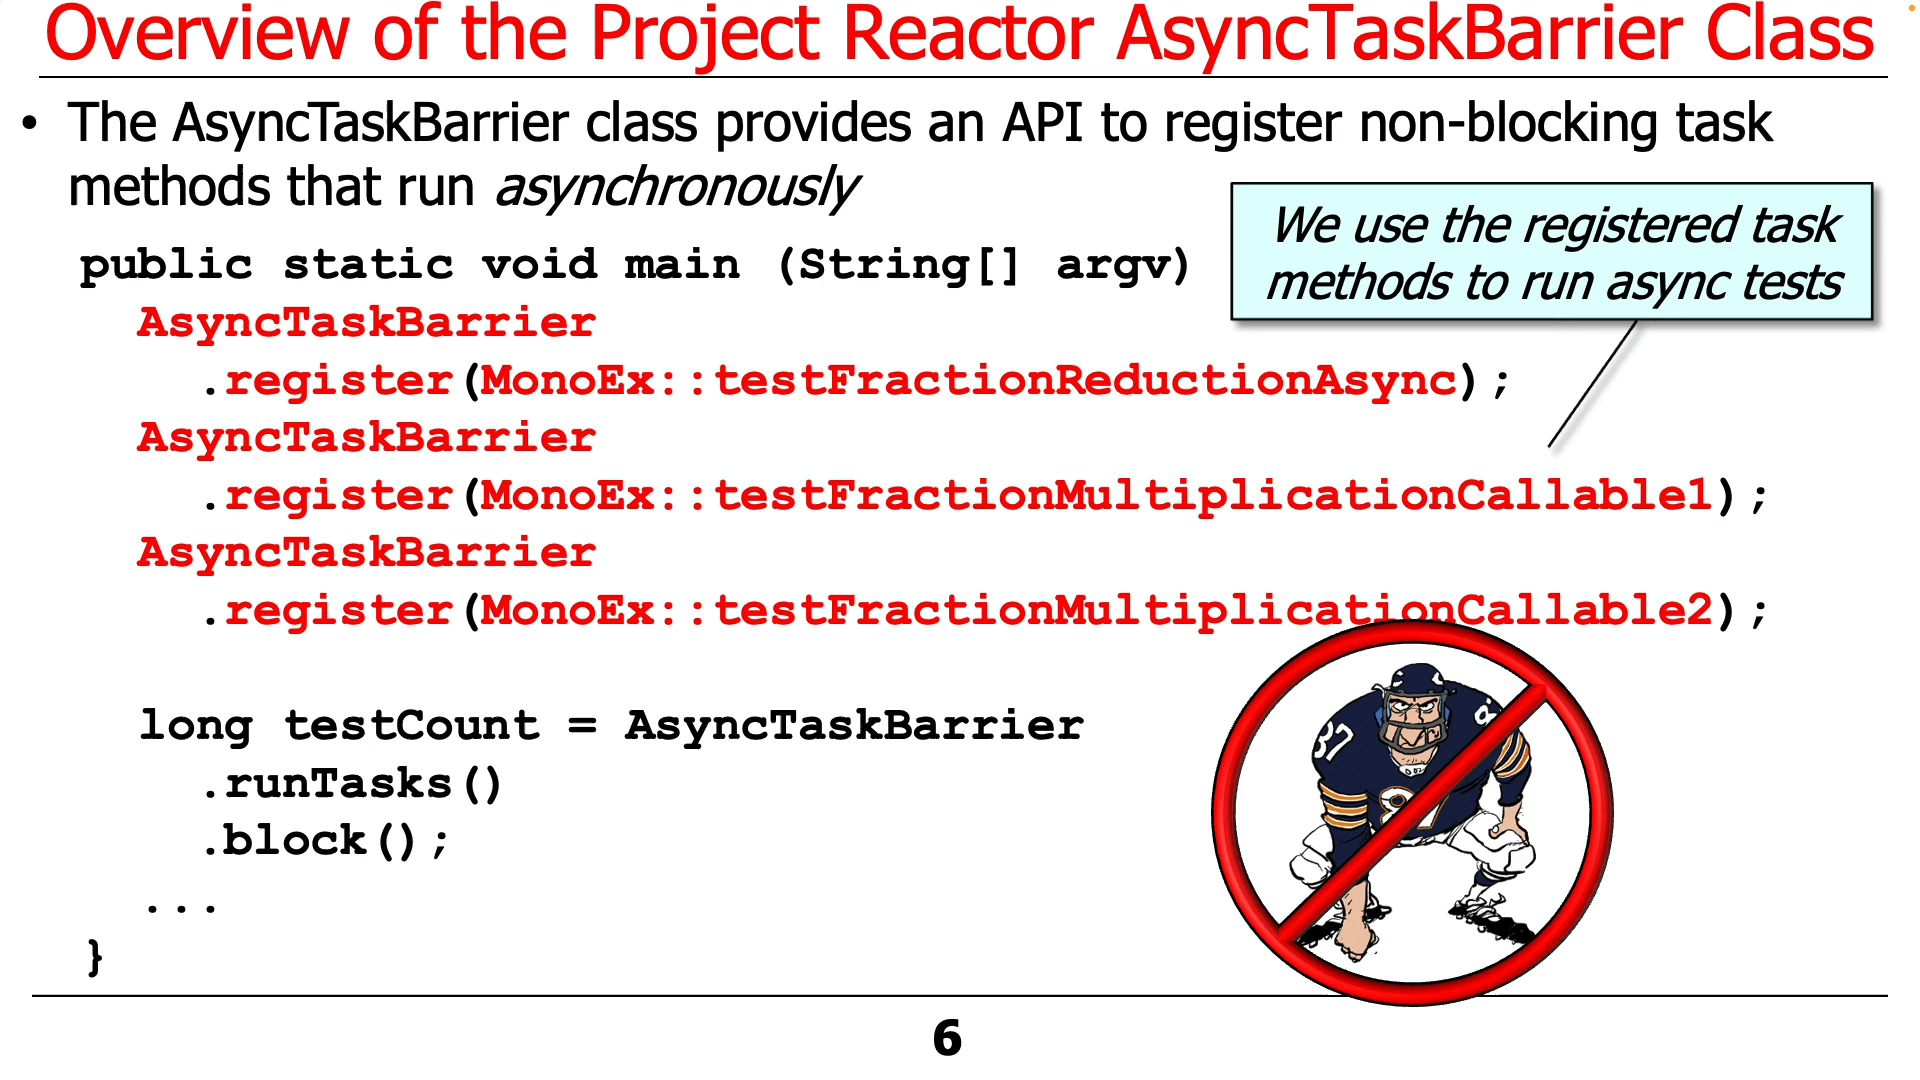 Overview of the Project Reactor AsyncTaskBarrier Class
• The AsyncTaskBarrier class provides an API to register non-blocking task
methods that run asynchronously
We use the registered task
methods to run async tests
public static void main (String[] argv)
AsyncTaskBarrier
.register(MonoEx::testFractionReductionAsync);
AsyncTaskBarrier
.register(MonoEx::testFractionMultiplicationCallable1);
AsyncTaskBarrier
.register(MonoEx::testFractionMultiplicationCallable2);
long testCount = AsyncTaskBarrier
.runTasks()
.block();
...
}
37
87
6